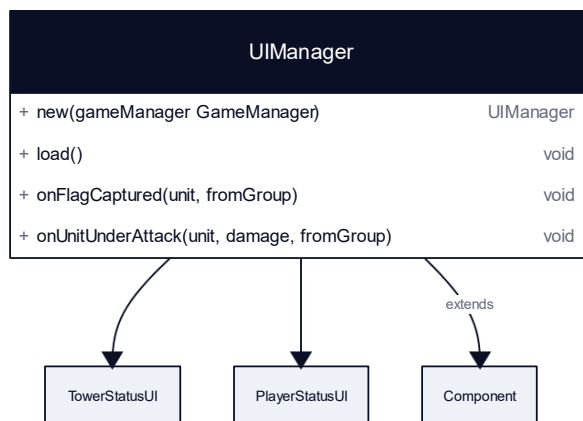 UIManager
+ new(gameManager GameManager) UIManager
+ load() void
+ onFlagCaptured(unit, fromGroup) void
+ onUnitUnderAttack(unit, damage, fromGroup) void
extends
TowerStatusUI PlayerStatusUI Component